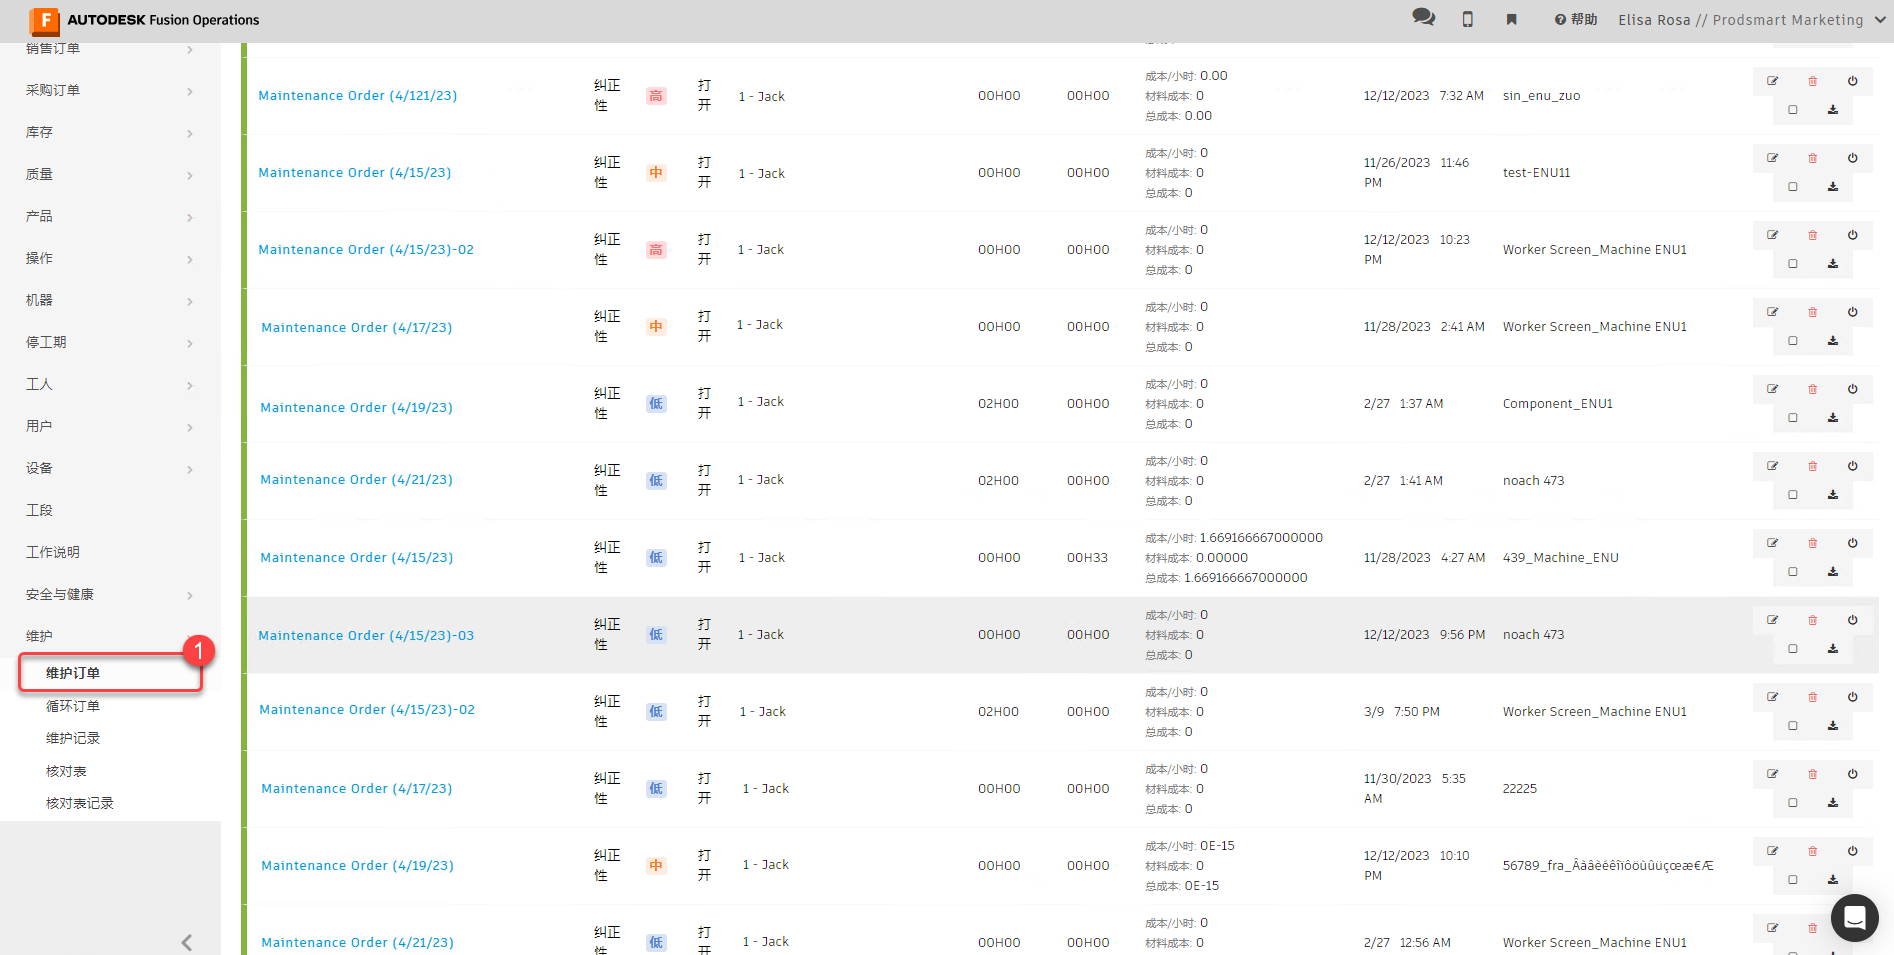 F AUTODESK Fusion Operations
帮助
Elisa Rosa // Prodsmart Marketing
销售订单
采购订单
库存
质量
产品
操作
机器
停工期
工人
用户
设备
工段
工作说明
安全与健康
维护
1
维护订单
循环订单
维护记录
核对表
核对表记录
Maintenance Order (4/121/23) 纠正性 高 打开 1 - Jack 00H00 00H00 成本/小时: 0.00 12/12/2023 7:32 AM sin_enu_zuo
材料成本: 0
总成本: 0.00
Maintenance Order (4/15/23) 纠正性 中 打开 1 - Jack 00H00 00H00 成本/小时: 0 11/26/2023 11:46 PM test-ENU11
材料成本: 0
总成本: 0
Maintenance Order (4/15/23)-02 纠正性 高 打开 1 - Jack 00H00 00H00 成本/小时: 0 12/12/2023 10:23 PM Worker Screen_Machine ENU1
材料成本: 0
总成本: 0
Maintenance Order (4/17/23) 纠正性 中 打开 1 - Jack 00H00 00H00 成本/小时: 0 11/28/2023 2:41 AM Worker Screen_Machine ENU1
材料成本: 0
总成本: 0
Maintenance Order (4/19/23) 纠正性 低 打开 1 - Jack 02H00 00H00 成本/小时: 0 2/27 1:37 AM Component_ENU1
材料成本: 0
总成本: 0
Maintenance Order (4/21/23) 纠正性 低 打开 1 - Jack 02H00 00H00 成本/小时: 0 2/27 1:41 AM noach 473
材料成本: 0
总成本: 0
Maintenance Order (4/15/23) 纠正性 低 打开 1 - Jack 00H00 00H33 成本/小时: 1.669166667000000 11/28/2023 4:27 AM 439_Machine_ENU
材料成本: 0.00000
总成本: 1.669166667000000
Maintenance Order (4/15/23)-03 纠正性 低 打开 1 - Jack 00H00 00H00 成本/小时: 0 12/12/2023 9:56 PM noach 473
材料成本: 0
总成本: 0
Maintenance Order (4/15/23)-02 纠正性 低 打开 1 - Jack 02H00 00H00 成本/小时: 0 3/9 7:50 PM Worker Screen_Machine ENU1
材料成本: 0
总成本: 0
Maintenance Order (4/17/23) 纠正性 低 打开 1 - Jack 00H00 00H00 成本/小时: 0 11/30/2023 5:35 AM 22225
材料成本: 0
总成本: 0
Maintenance Order (4/19/23) 纠正性 中 打开 1 - Jack 00H00 00H00 成本/小时: 0E-15 12/12/2023 10:10 PM 56789_fra_Ââàâèéêîïôöùûüçœæ€Æ
材料成本: 0
总成本: 0E-15
Maintenance Order (4/21/23) 纠正性 低 打开 1 - Jack 00H00 00H00 成本/小时: 0 2/27 12:56 AM Worker Screen_Machine ENU1
材料成本: 0